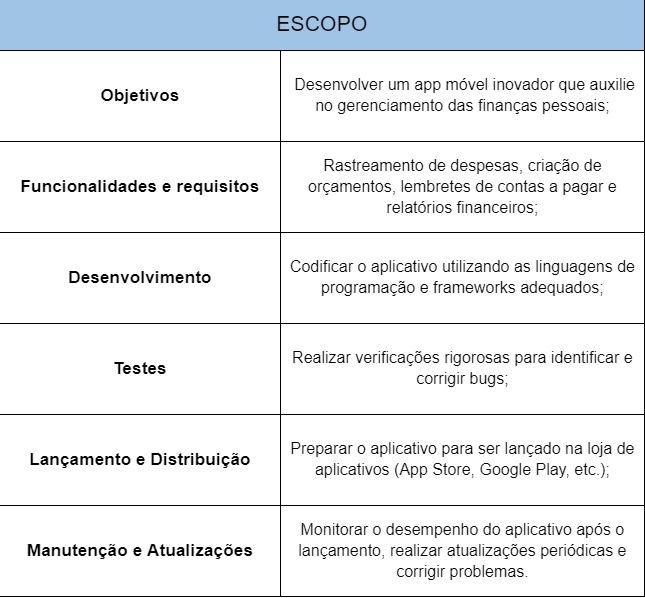 ESCOPO
Objetivos
Desenvolver um app móvel inovador que auxilie
no gerenciamento das finanças pessoais;
Funcionalidades e requisitos
Rastreamento de despesas, criação de
orçamentos, lembretes de contas a pagar e
relatórios financeiros;
Desenvolvimento
Codificar o aplicativo utilizando as linguagens de
programação e frameworks adequados;
Testes
Realizar verificações rigorosas para identificar e
corrigir bugs;
Lançamento e Distribuição
Preparar o aplicativo para ser lançado na loja de
aplicativos (App Store, Google Play, etc.);
Manutenção e Atualizações
Monitorar o desempenho do aplicativo após o
lançamento, realizar atualizações periódicas e
corrigir problemas.